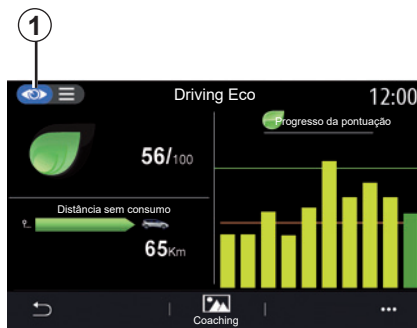 1
Driving Eco
12:00
Progresso da pontuação
56/100
Distância sem consumo
65Km
Coaching